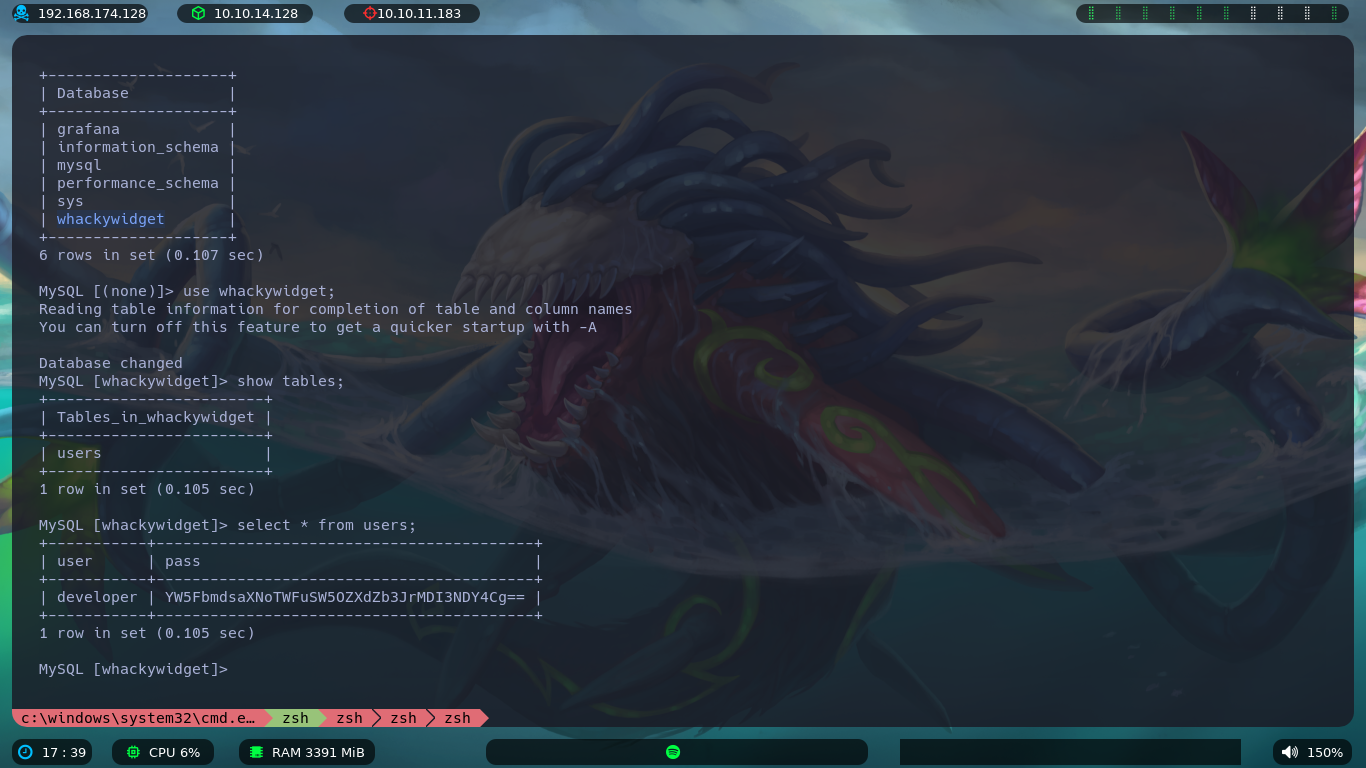 192.168.174.128 10.10.14.128 10.10.11.183
+--------------------+
| Database           |
+--------------------+
| grafana            |
| information_schema |
| mysql              |
| performance_schema |
| sys                |
| whackywidget       |
+--------------------+
6 rows in set (0.107 sec)
MySQL [(none)]> use whackywidget;
Reading table information for completion of table and column names
You can turn off this feature to get a quicker startup with -A
Database changed
MySQL [whackywidget]> show tables;
+------------------------+
| Tables_in_whackywidget |
+------------------------+
| users                  |
+------------------------+
1 row in set (0.105 sec)
MySQL [whackywidget]> select * from users;
+-----------+------------------------------------------+
| user      | pass                                     |
+-----------+------------------------------------------+
| developer | YW5FbmdsaXNoTWFuSW5OZXdZb3JrMDI3NDY4Cg== |
+-----------+------------------------------------------+
1 row in set (0.105 sec)
MySQL [whackywidget]>
c:\windows\system32\cmd.e… zsh zsh zsh zsh
17 : 39 CPU 6% RAM 3391 MiB 150%